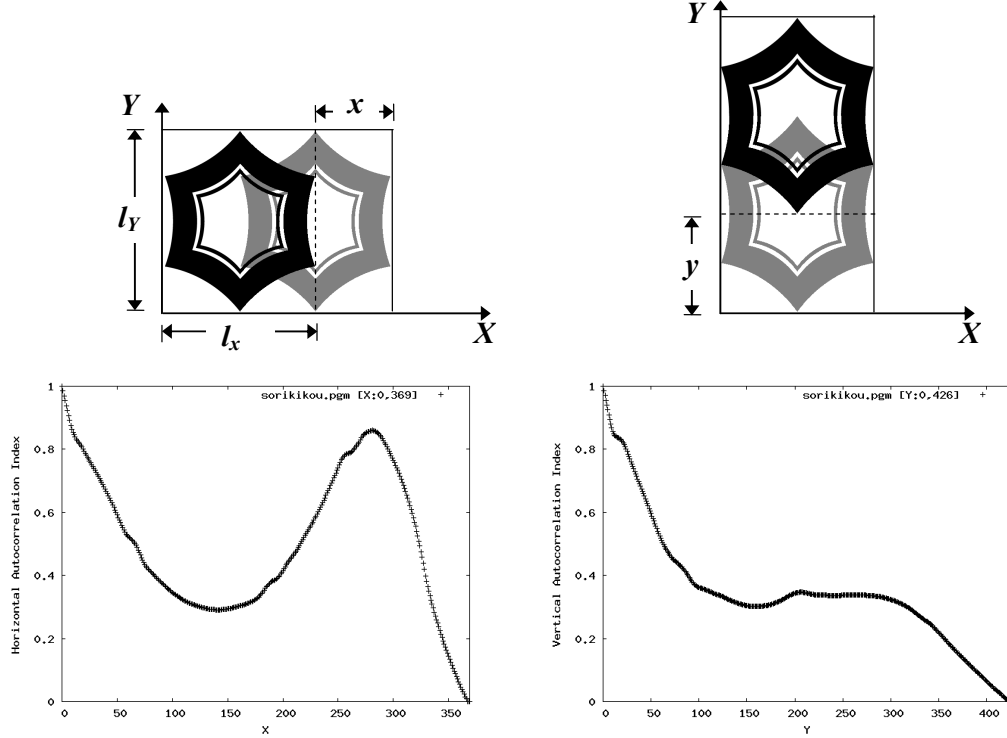 Y
x
l_Y
l_x
X
Y
y
X
sorikikou.pgm [X:0,369] +
1
0.8
0.6
0.4
0.2
0
Horizontal Autocorrelation Index
0 50 100 150 200 250 300 350
X
sorikikou.pgm [Y:0,426] +
1
0.8
0.6
0.4
0.2
0
Vertical Autocorrelation Index
0 50 100 150 200 250 300 350 400
Y